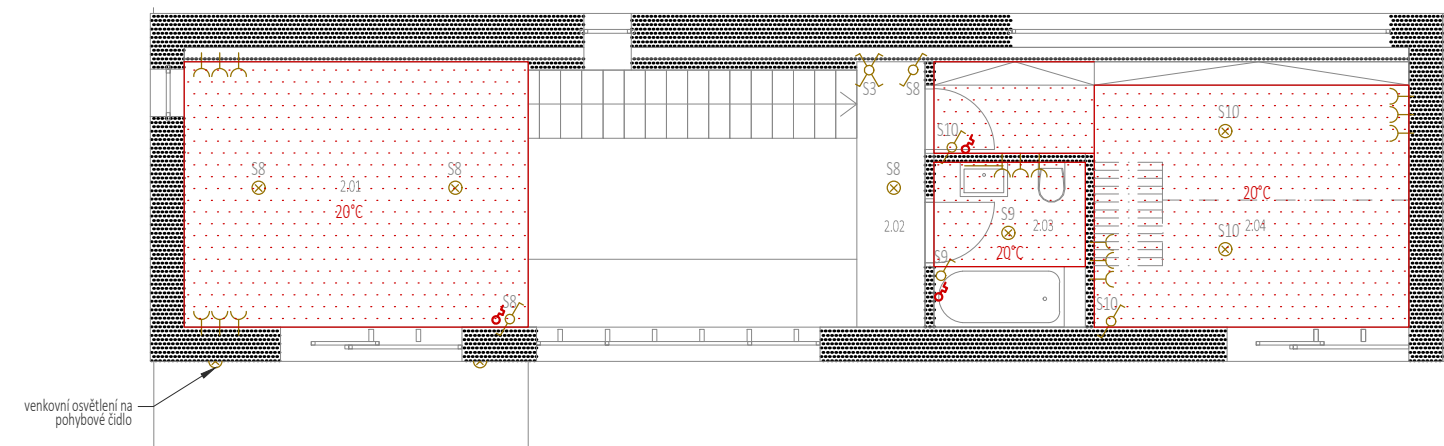 S3
S8
S10
S10
S8
S8
2.01
20°C
S8
2.02
S9
2.03
20°C
20°C
2.04
S10
S9
S8
S10
venkovní osvětlení na
pohybové čidlo